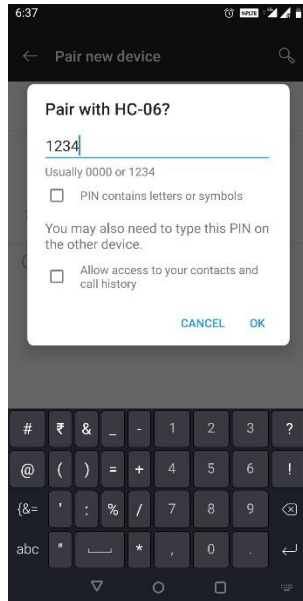 6:37
VoLTE
Pair new device
Pair with HC-06?
1234
Usually 0000 or 1234
PIN contains letters or symbols
You may also need to type this PIN on
the other device.
Allow access to your contacts and
call history
CANCEL OK
# ₹ & _ - 1 2 3 ?
@ ( ) = + 4 5 6 !
{&= ' : % / 7 8 9
abc " * , 0 .